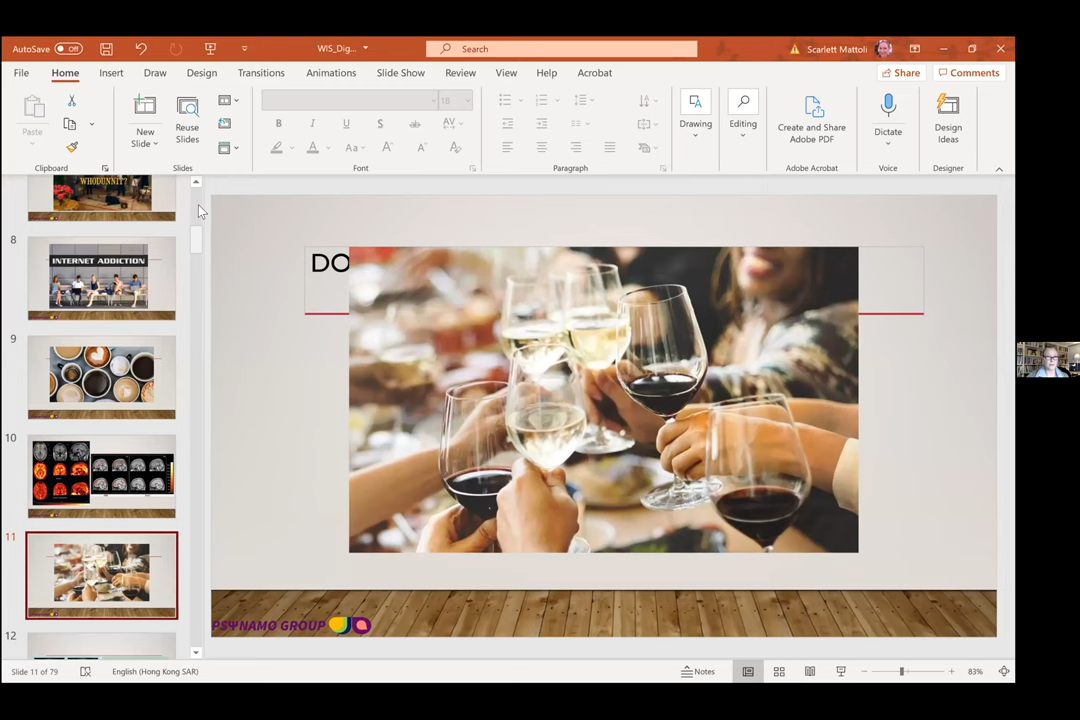 AutoSave Off WIS_Dig... Search Scarlett Mattoli
File Home Insert Draw Design Transitions Animations Slide Show Review View Help Acrobat Share Comments
Paste New Slide Reuse Slides 18 Drawing Editing Create and Share Adobe PDF Dictate Design Ideas
Clipboard Slides Font Paragraph Adobe Acrobat Voice Designer
WHODUNNIT?
8
INTERNET ADDICTION
9
10
11
12
DO
PSΨNAMO GROUP
Slide 11 of 79 English (Hong Kong SAR) Notes 83%